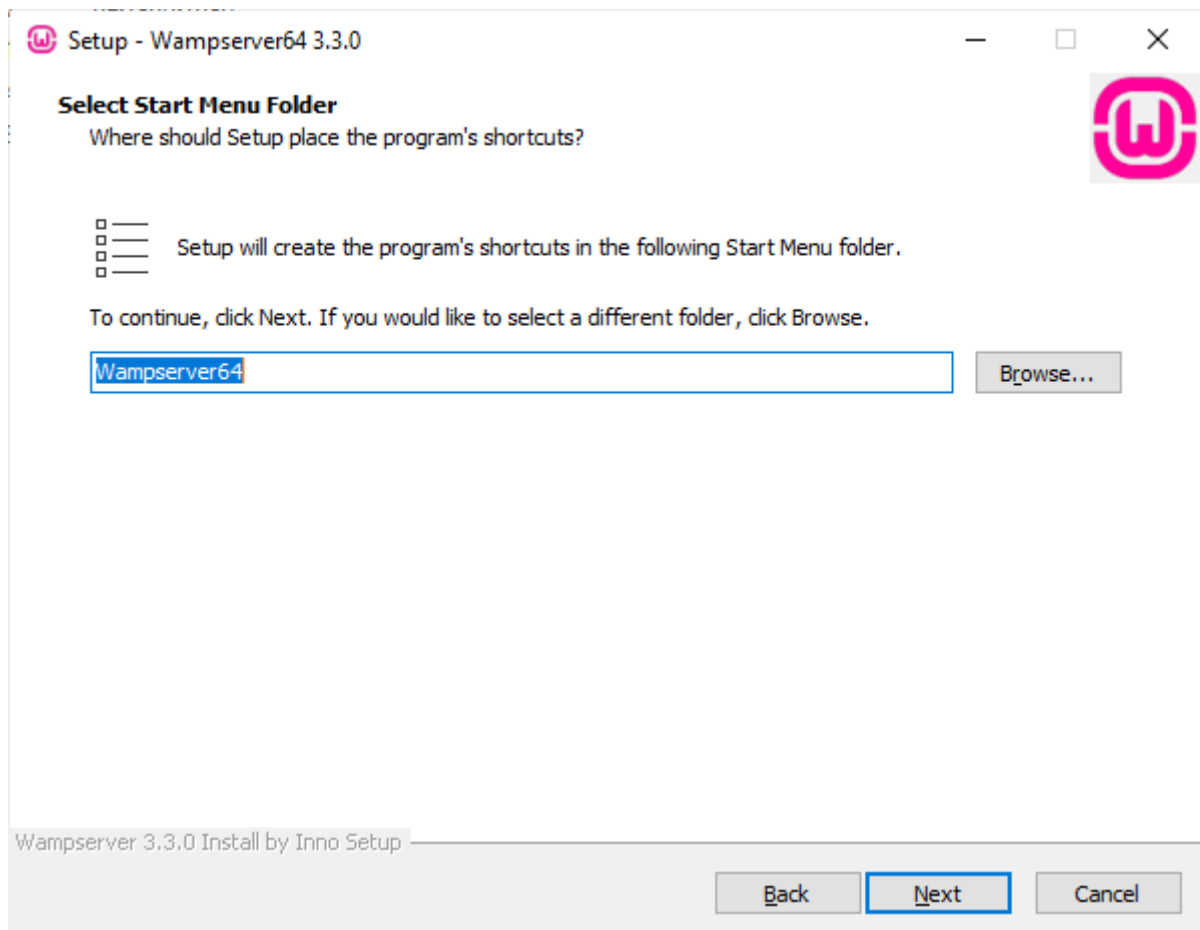 Setup - Wampserver64 3.3.0
Select Start Menu Folder
Where should Setup place the program's shortcuts?
Setup will create the program's shortcuts in the following Start Menu folder.
To continue, click Next. If you would like to select a different folder, click Browse.
Wampserver64
Browse...
Wampserver 3.3.0 Install by Inno Setup
Back
Next
Cancel